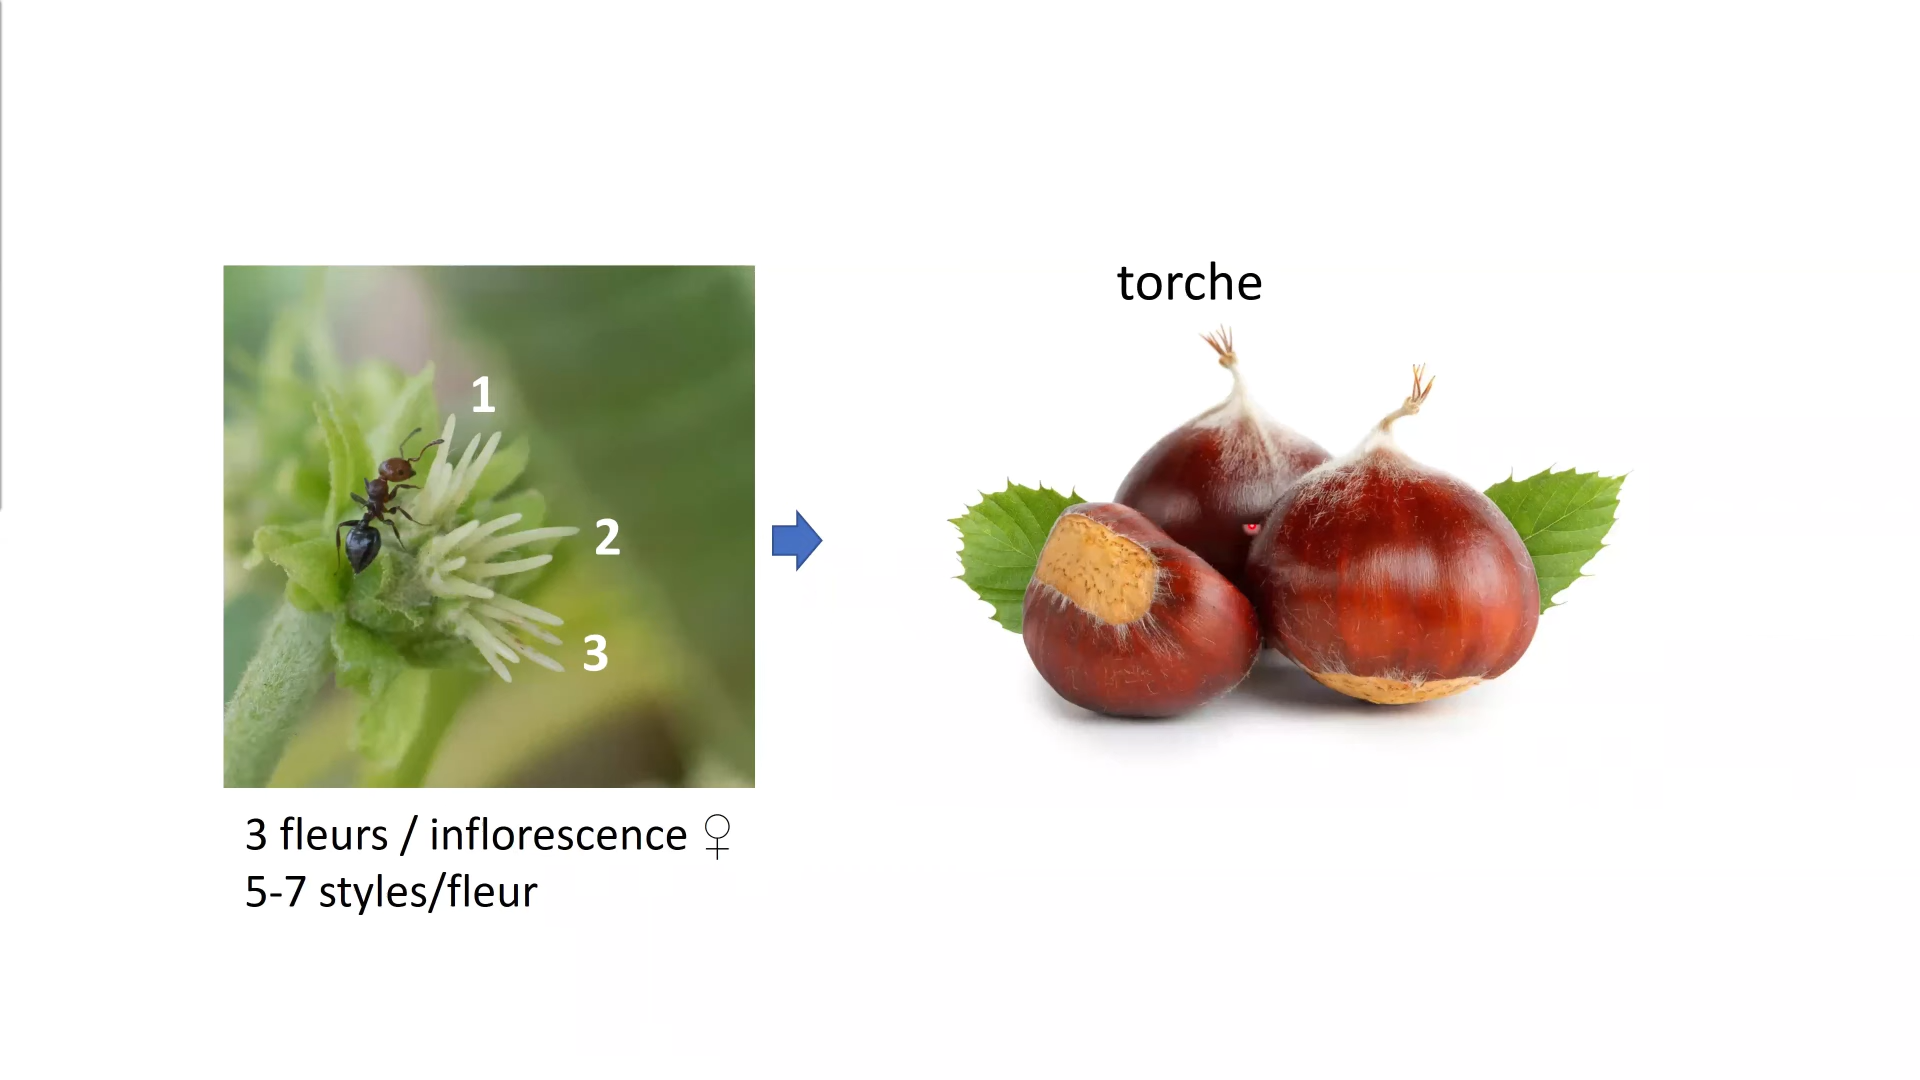 torche
1
2
3
3 fleurs / inflorescence ♀
5-7 styles/fleur